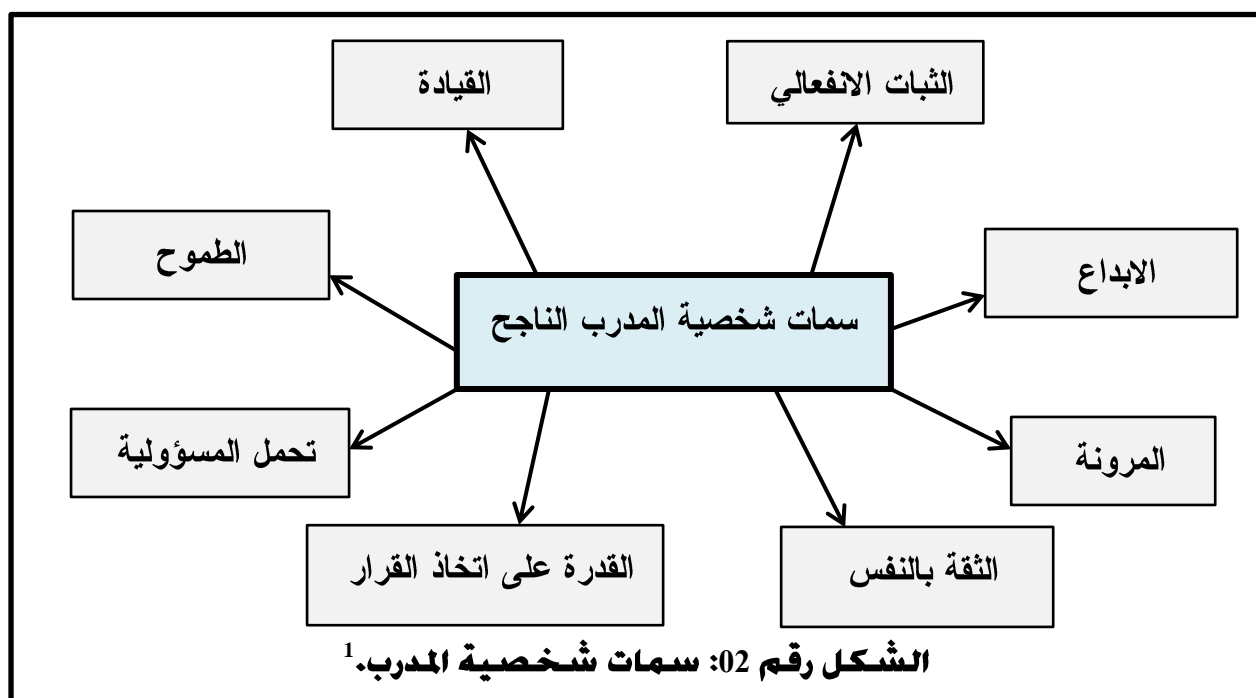 الثبات الانفعالي
القيادة
الابداع
الطموح
سمات شخصية المدرب الناجح
المرونة
تحمل المسؤولية
الثقة بالنفس
القدرة على اتخاذ القرار
الشكل رقم 02: سمات شخصية المدرب.¹